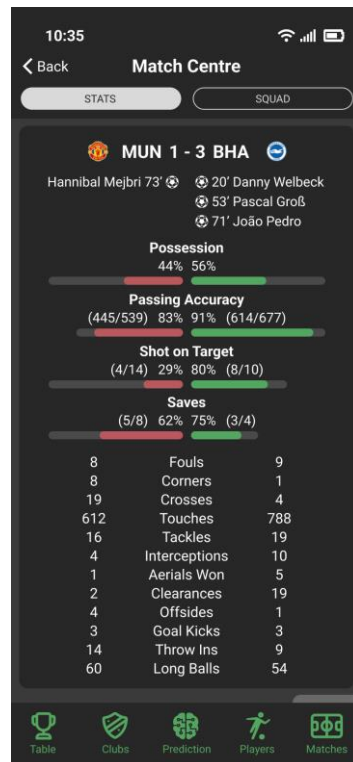 10:35
Back Match Centre
STATS SQUAD
MUN 1 - 3 BHA
Hannibal Mejbri 73' 20' Danny Welbeck
53' Pascal Groß
71' João Pedro
Possession
44% 56%
Passing Accuracy
(445/539) 83% 91% (614/677)
Shot on Target
(4/14) 29% 80% (8/10)
Saves
(5/8) 62% 75% (3/4)
8 Fouls 9
8 Corners 1
19 Crosses 4
612 Touches 788
16 Tackles 19
4 Interceptions 10
1 Aerials Won 5
2 Clearances 19
4 Offsides 1
3 Goal Kicks 3
14 Throw Ins 9
60 Long Balls 54
Table Clubs Prediction Players Matches